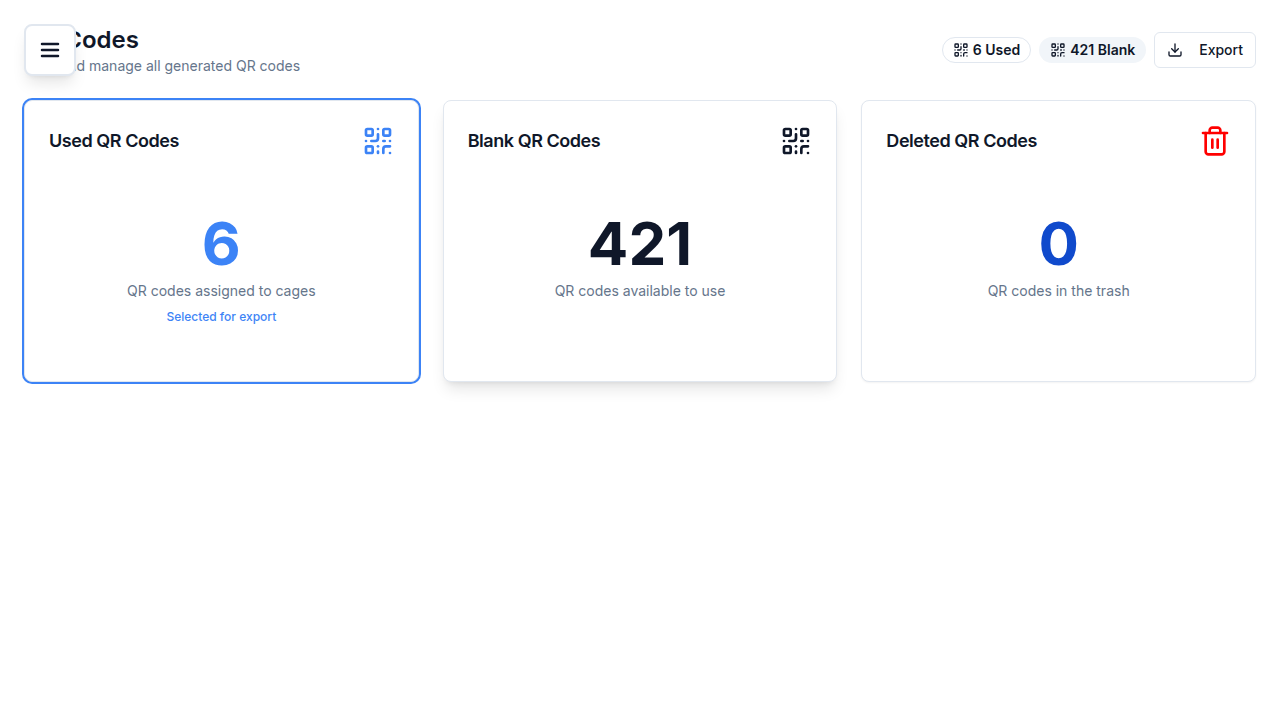 Codes
d manage all generated QR codes
6 Used
421 Blank
Export
Used QR Codes
6
QR codes assigned to cages
Selected for export
Blank QR Codes
421
QR codes available to use
Deleted QR Codes
0
QR codes in the trash